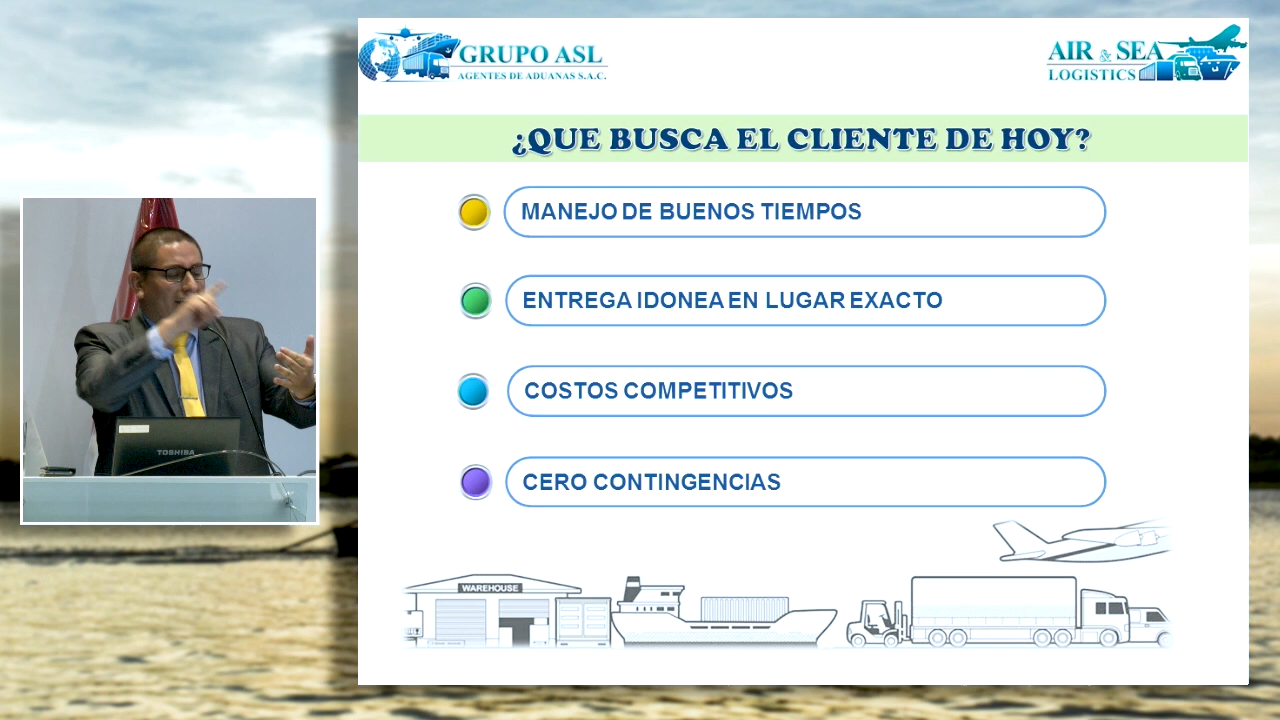 GRUPO ASL
AGENTES DE ADUANAS S.A.C.
AIR & SEA
LOGISTICS
¿QUE BUSCA EL CLIENTE DE HOY?
MANEJO DE BUENOS TIEMPOS
ENTREGA IDONEA EN LUGAR EXACTO
COSTOS COMPETITIVOS
CERO CONTINGENCIAS
TOSHIBA
WAREHOUSE